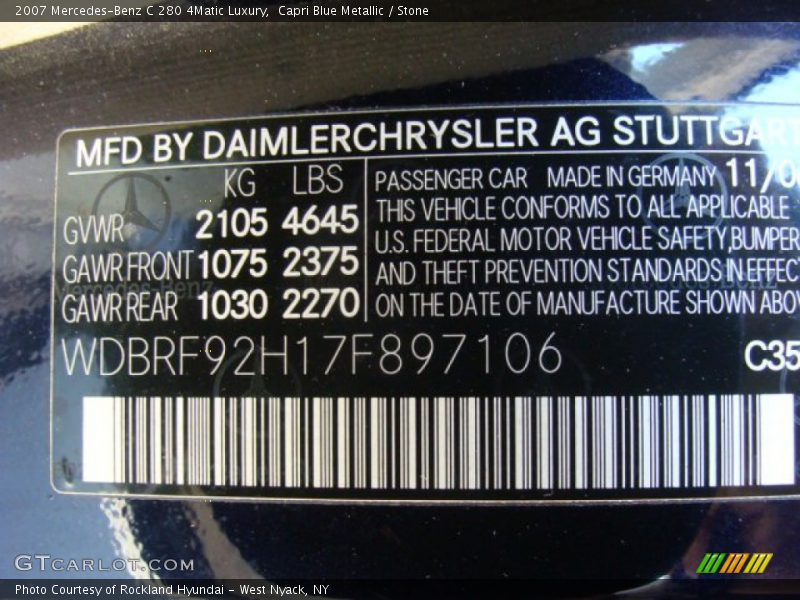 2007 Mercedes-Benz C 280 4Matic Luxury, Capri Blue Metallic / Stone
MFD BY DAIMLERCHRYSLER AG STUTTGART
KG LBS
GVWR 2105 4645
GAWR FRONT 1075 2375
GAWR REAR 1030 2270
PASSENGER CAR MADE IN GERMANY 11/0
THIS VEHICLE CONFORMS TO ALL APPLICABLE
U.S. FEDERAL MOTOR VEHICLE SAFETY, BUMPER
AND THEFT PREVENTION STANDARDS IN EFFECT
ON THE DATE OF MANUFACTURE SHOWN ABOV
WDBRF92H17F897106
C35
GTCARLOT.COM
Photo Courtesy of Rockland Hyundai - West Nyack, NY